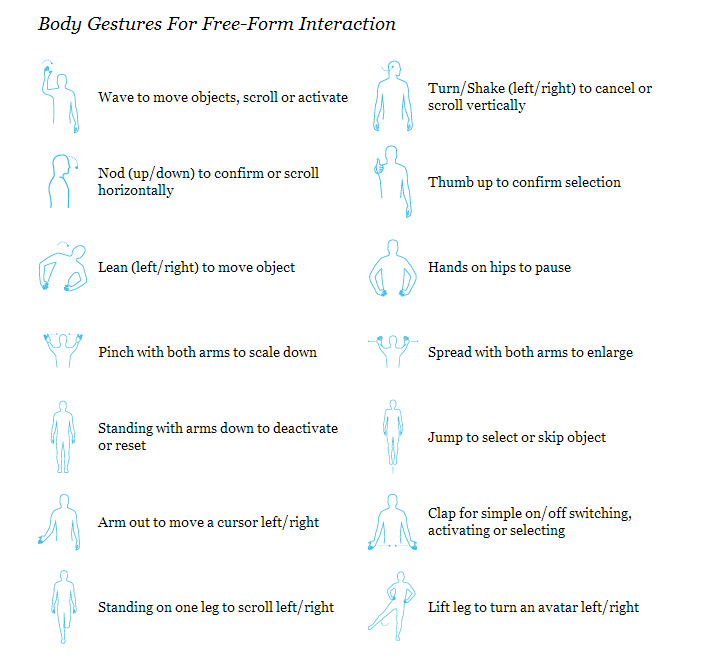 Body Gestures For Free-Form Interaction
Wave to move objects, scroll or activate
Turn/Shake (left/right) to cancel or
scroll vertically
Nod (up/down) to confirm or scroll
horizontally
Thumb up to confirm selection
Lean (left/right) to move object
Hands on hips to pause
Pinch with both arms to scale down
Spread with both arms to enlarge
Standing with arms down to deactivate
or reset
Jump to select or skip object
Arm out to move a cursor left/right
Clap for simple on/off switching,
activating or selecting
Standing on one leg to scroll left/right
Lift leg to turn an avatar left/right